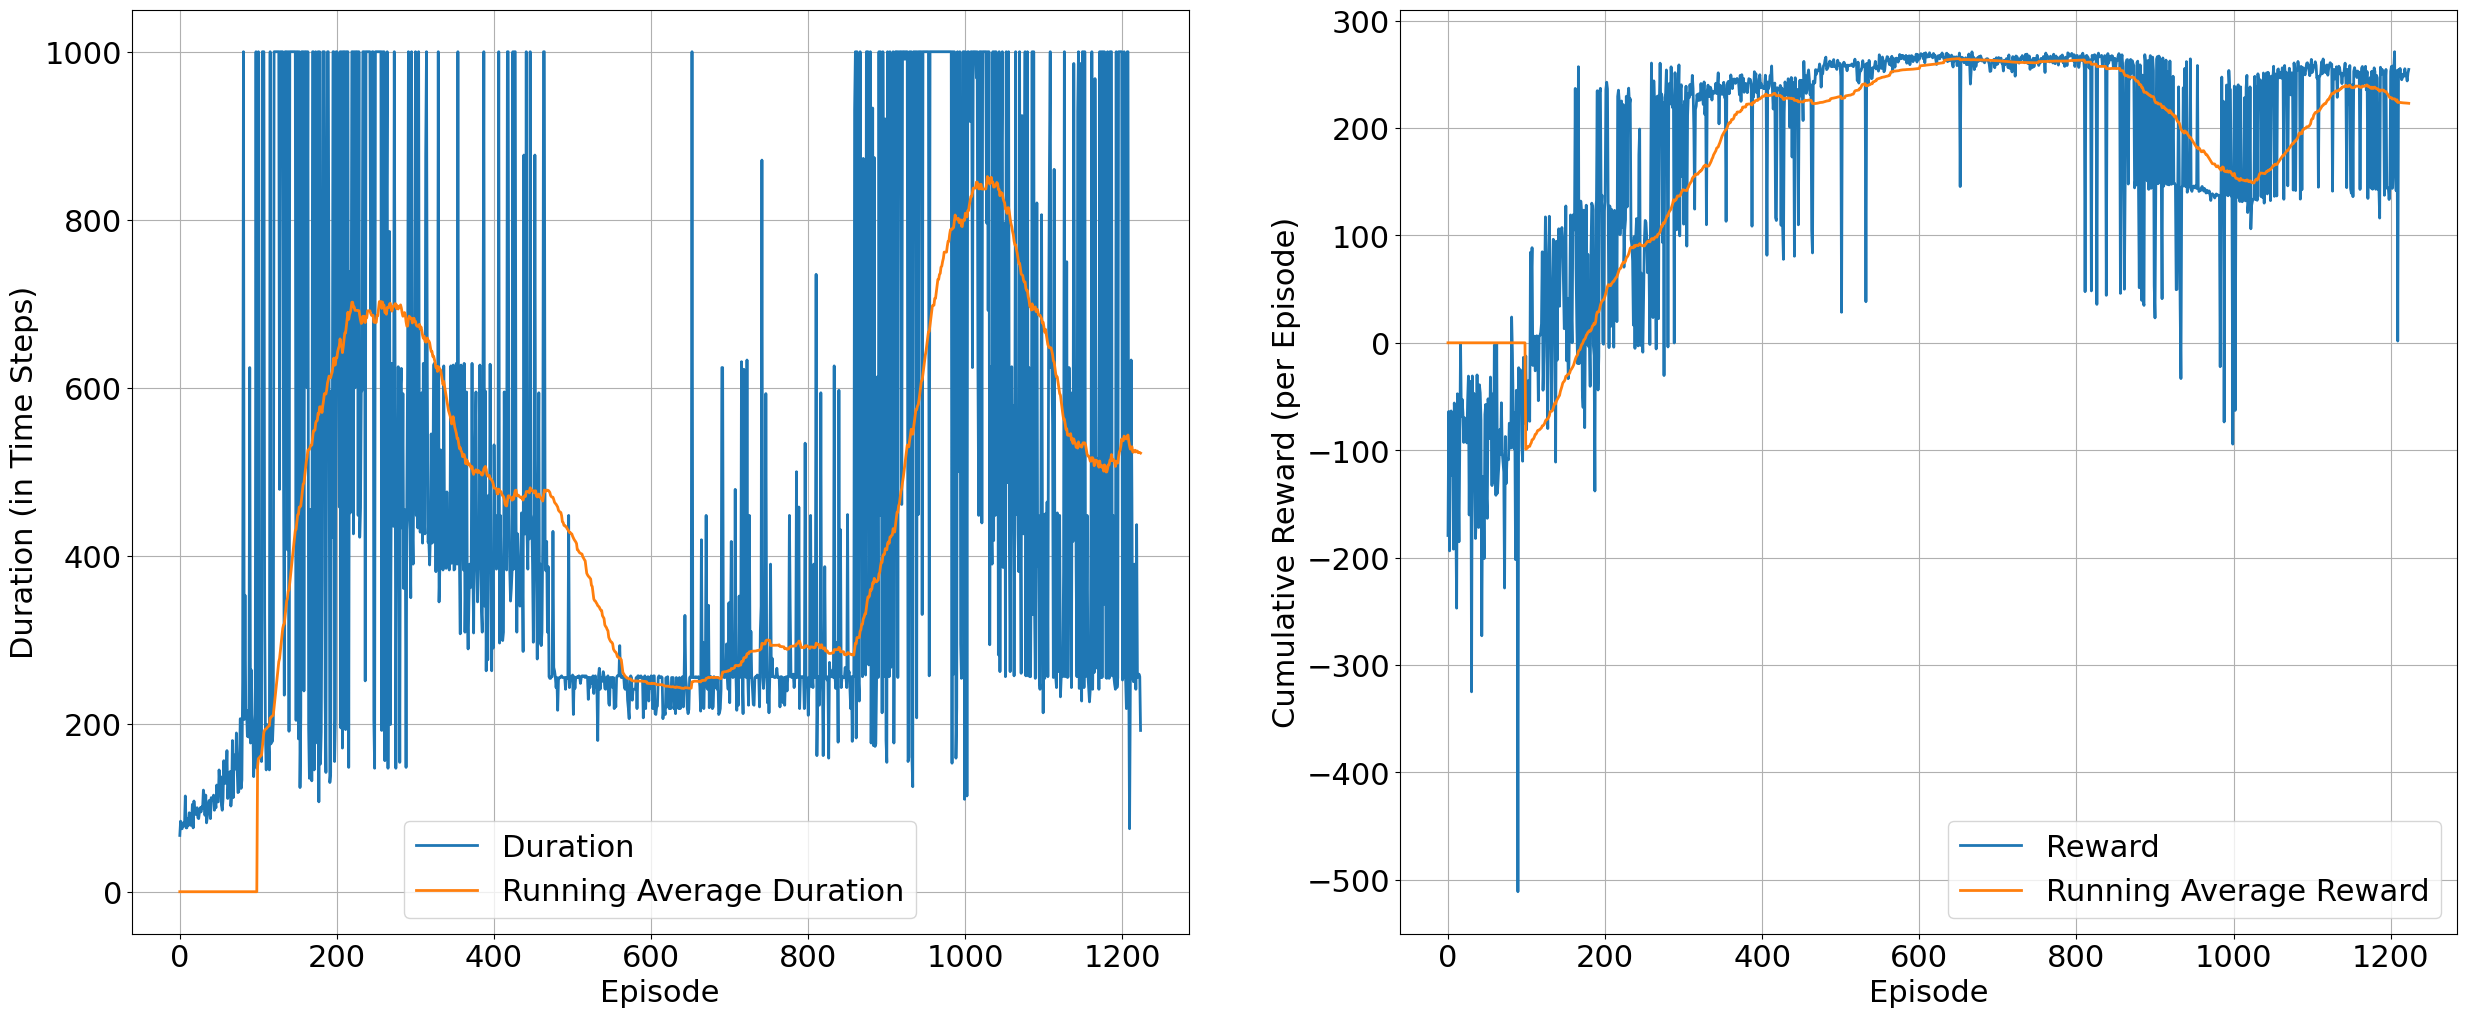 1000
800
600
400
200
0
Duration (in Time Steps)
Duration
Running Average Duration
0 200 400 600 800 1000 1200
Episode
300
200
100
0
−100
−200
−300
−400
−500
Cumulative Reward (per Episode)
Reward
Running Average Reward
0 200 400 600 800 1000 1200
Episode